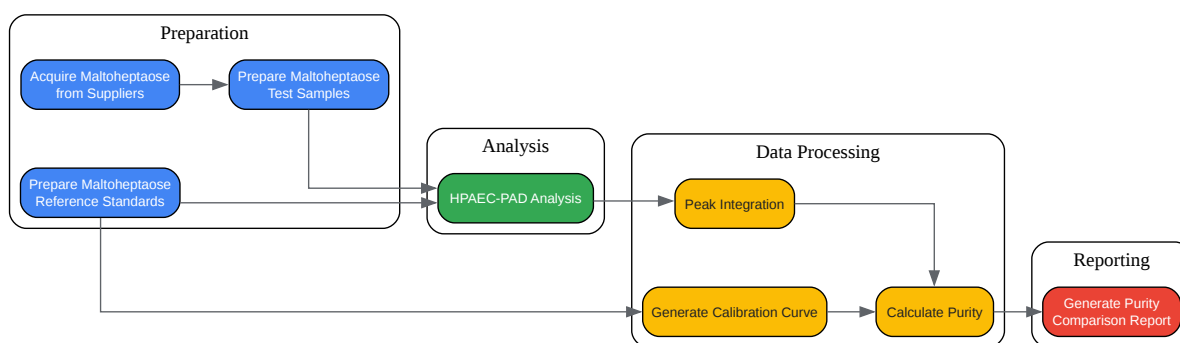 Preparation
Acquire Maltoheptaose
from Suppliers
Prepare Maltoheptaose
Test Samples
Prepare Maltoheptaose
Reference Standards
Analysis
HPAEC-PAD Analysis
Data Processing
Peak Integration
Generate Calibration Curve
Calculate Purity
Reporting
Generate Purity
Comparison Report